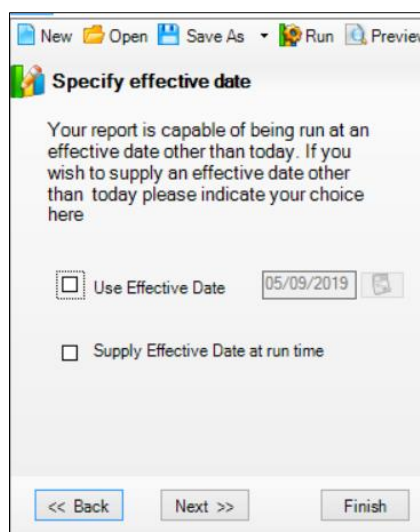 New Open Save As Run Preview
Specify effective date
Your report is capable of being run at an
effective date other than today. If you
wish to supply an effective date other
than today please indicate your choice
here
Use Effective Date 05/09/2019
Supply Effective Date at run time
<< Back Next >> Finish